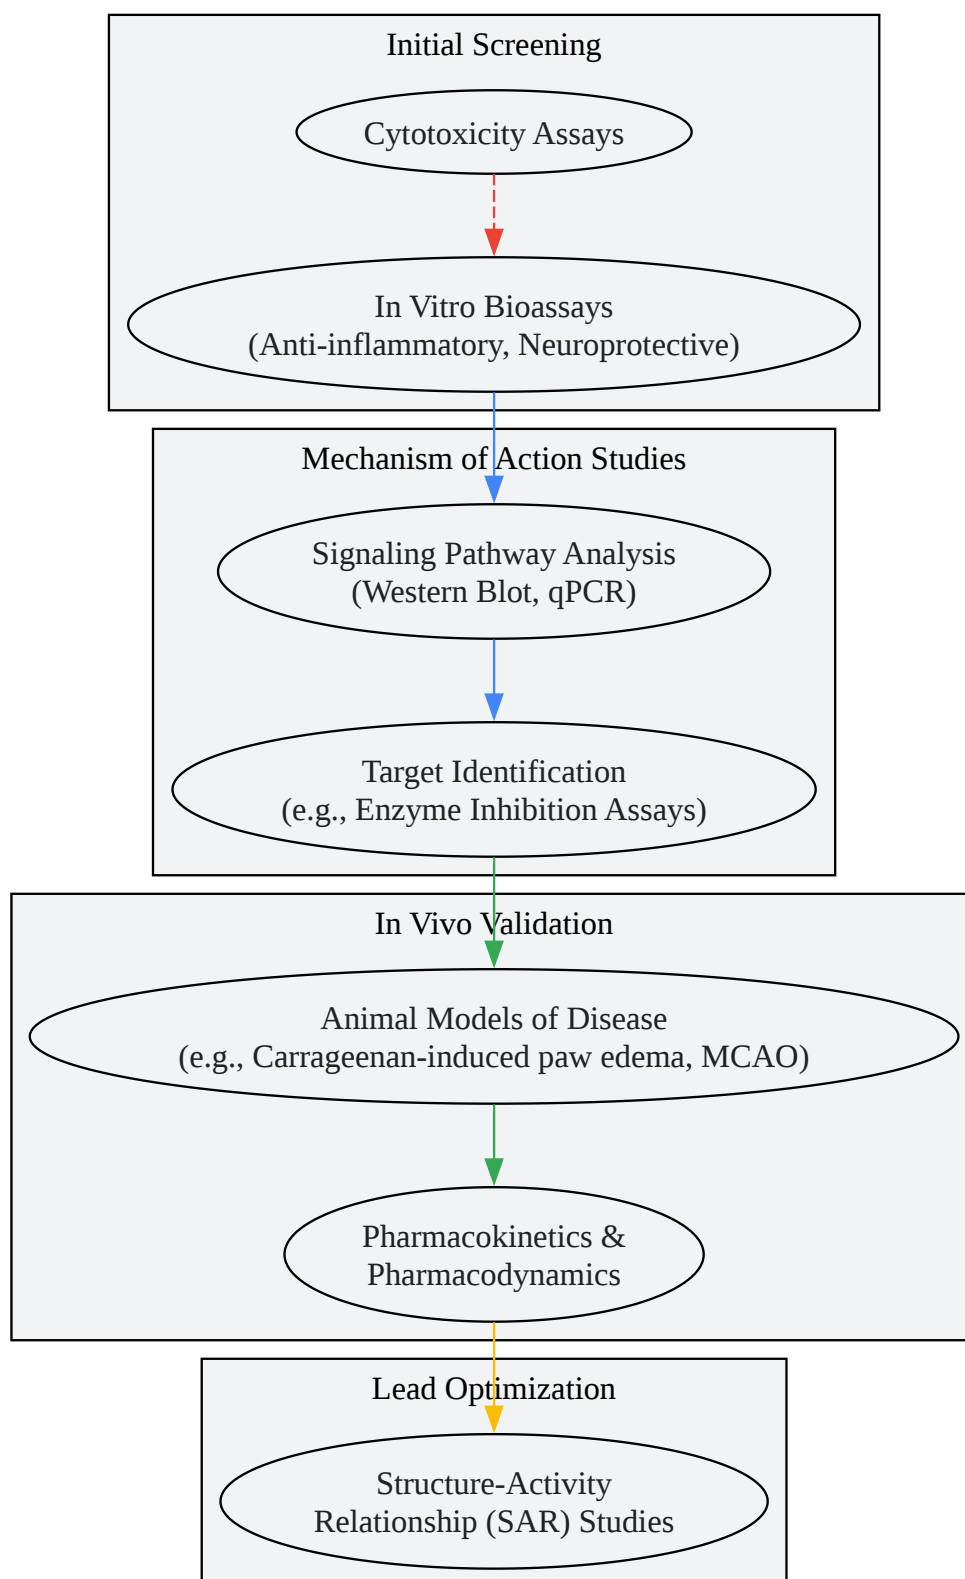 Initial Screening
Cytotoxicity Assays
In Vitro Bioassays
(Anti-inflammatory, Neuroprotective)
Mechanism of Action Studies
Signaling Pathway Analysis
(Western Blot, qPCR)
Target Identification
(e.g., Enzyme Inhibition Assays)
In Vivo Validation
Animal Models of Disease
(e.g., Carrageenan-induced paw edema, MCAO)
Pharmacokinetics &
Pharmacodynamics
Lead Optimization
Structure-Activity
Relationship (SAR) Studies